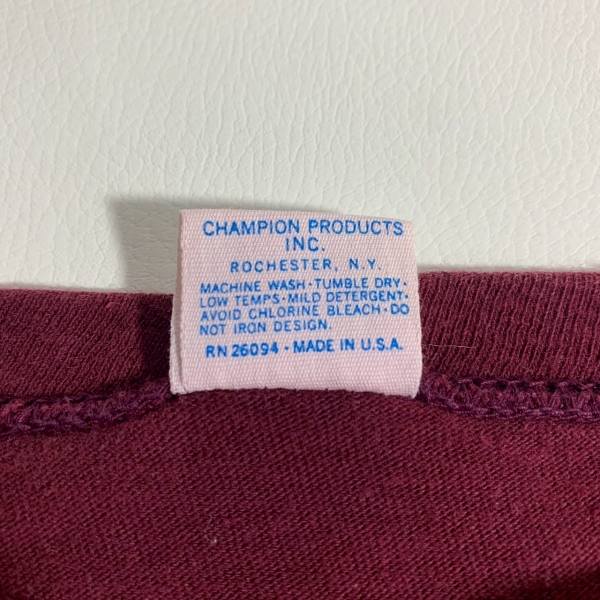 CHAMPION PRODUCTS
INC.
ROCHESTER, N.Y.
MACHINE WASH·TUMBLE DRY·
LOW TEMPS·MILD DETERGENT·
AVOID CHLORINE BLEACH·DO
NOT IRON DESIGN.
RN 26094 · MADE IN U.S.A.